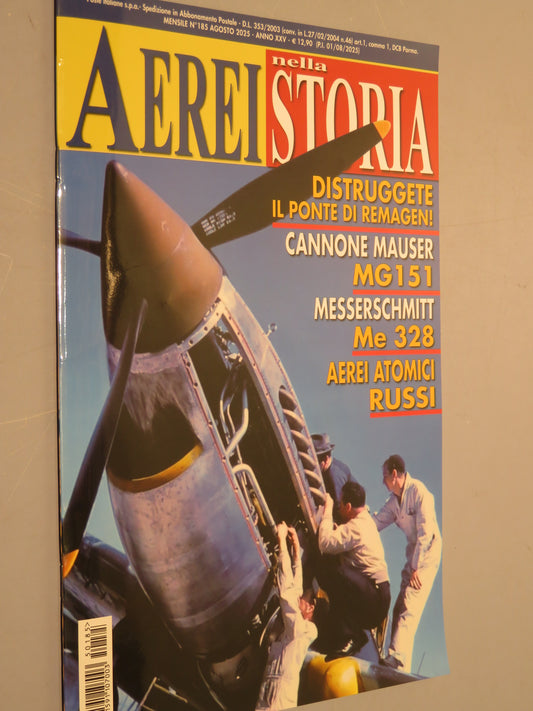 Poste Italiane s.p.a.- Spedizione in Abbonamento Postale - D.L. 353/2003 (conv. in L.27/02/2004 n.46) art.1, comma 1, DCB Parma.
MENSILE N°185 AGOSTO 2025 - ANNO XXV - € 12,90 (P.I. 01/08/2025)
AEREI nella STORIA
DISTRUGGETE
IL PONTE DI REMAGEN!
CANNONE MAUSER
MG151
MESSERSCHMITT
Me 328
AEREI ATOMICI
RUSSI
50185